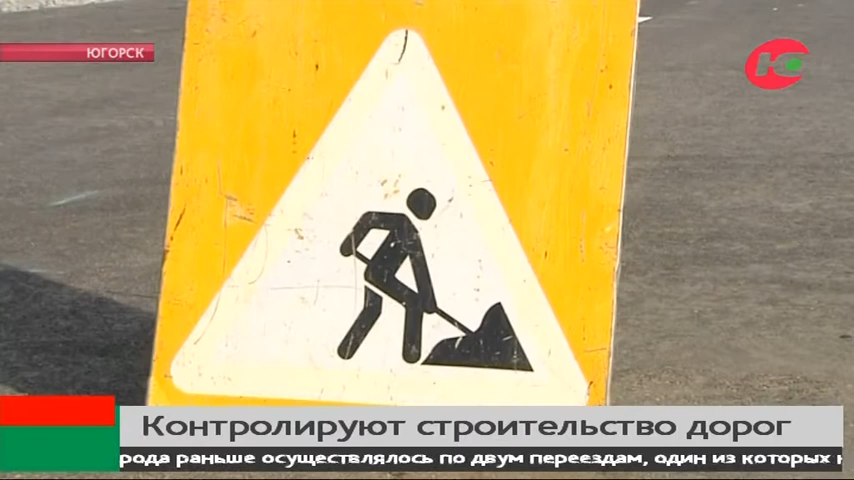 ЮГОРСК
Ю
Контролируют строительство дорог
рода раньше осуществлялось по двум переездам, один из которых